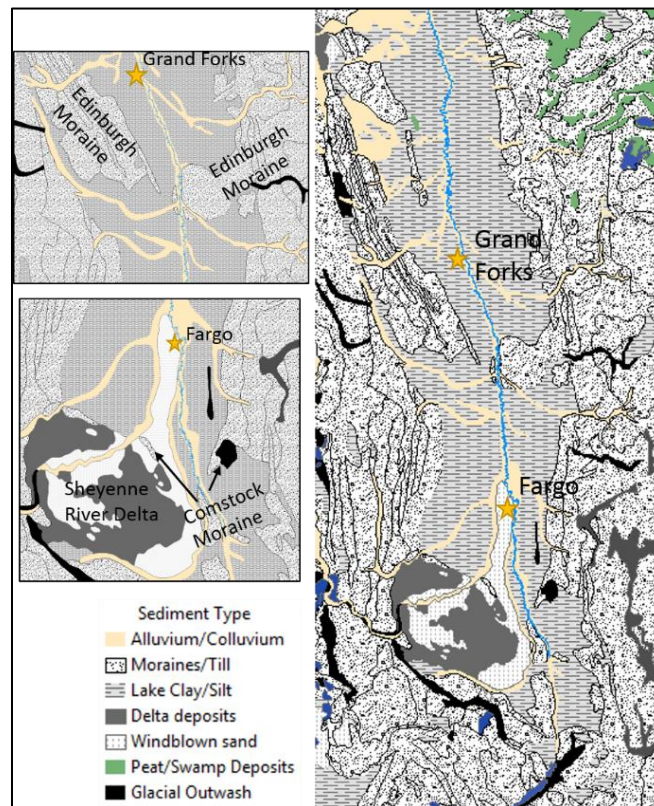 Grand Forks
Edinburgh
Moraine
Edinburgh
Moraine
Fargo
Sheyenne
River Delta
Comstock
Moraine
Sediment Type
Alluvium/Colluvium
Moraines/Till
Lake Clay/Silt
Delta deposits
Windblown sand
Peat/Swamp Deposits
Glacial Outwash
Grand
Forks
Fargo